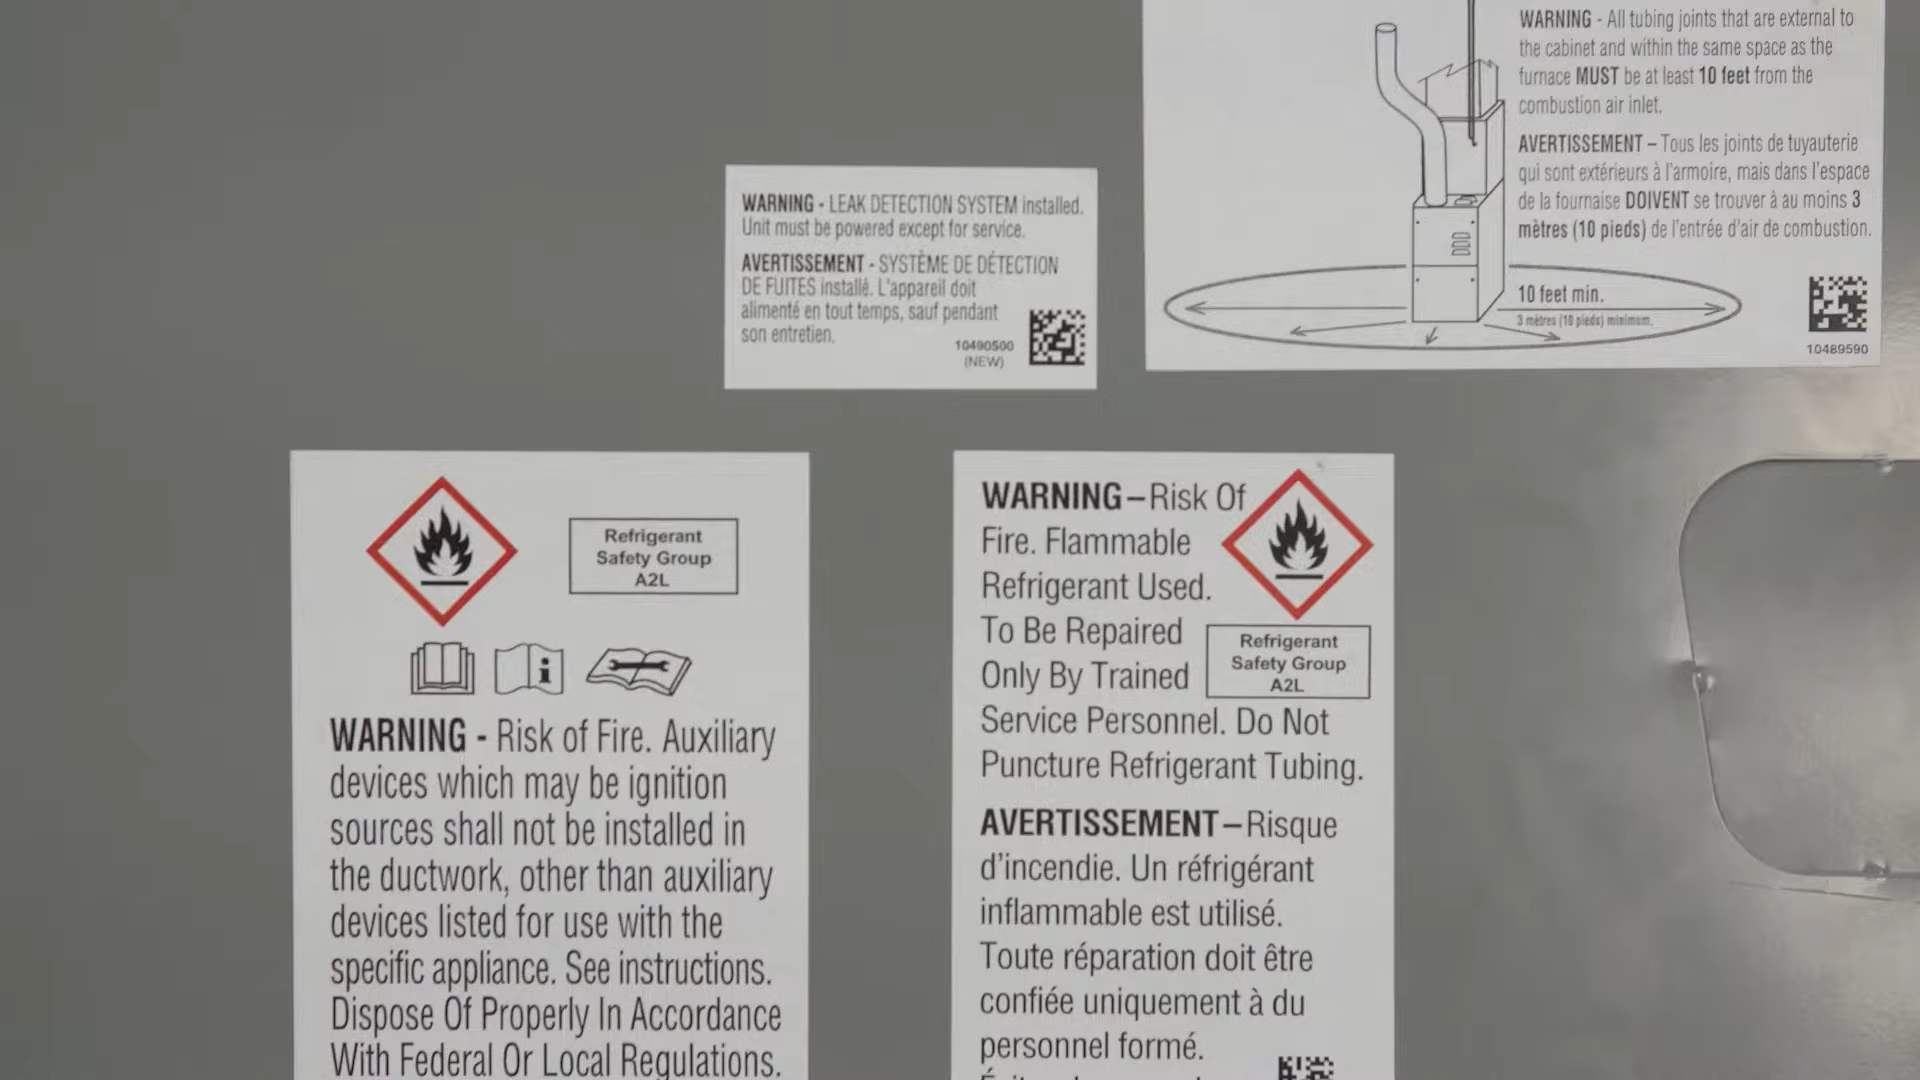 WARNING - All tubing joints that are external to
the cabinet and within the same space as the
furnace MUST be at least 10 feet from the
combustion air inlet.
AVERTISSEMENT – Tous les joints de tuyauterie
qui sont extérieurs à l'armoire, mais dans l'espace
de la fournaise DOIVENT se trouver à au moins 3
mètres (10 pieds) de l'entrée d'air de combustion.
10 feet min.
3 mètres (10 pieds) minimum.
10489590
WARNING - LEAK DETECTION SYSTEM installed.
Unit must be powered except for service.
AVERTISSEMENT - SYSTÈME DE DÉTECTION
DE FUITES installé. L'appareil doit
alimenté en tout temps, sauf pendant
son entretien.
10490500
(NEW)
Refrigerant
Safety Group
A2L
WARNING - Risk of Fire. Auxiliary
devices which may be ignition
sources shall not be installed in
the ductwork, other than auxiliary
devices listed for use with the
specific appliance. See instructions.
Dispose Of Properly In Accordance
With Federal Or Local Regulations.
WARNING – Risk Of
Fire. Flammable
Refrigerant Used.
To Be Repaired
Only By Trained
Service Personnel. Do Not
Puncture Refrigerant Tubing.
Refrigerant
Safety Group
A2L
AVERTISSEMENT – Risque
d'incendie. Un réfrigérant
inflammable est utilisé.
Toute réparation doit être
confiée uniquement à du
personnel formé.